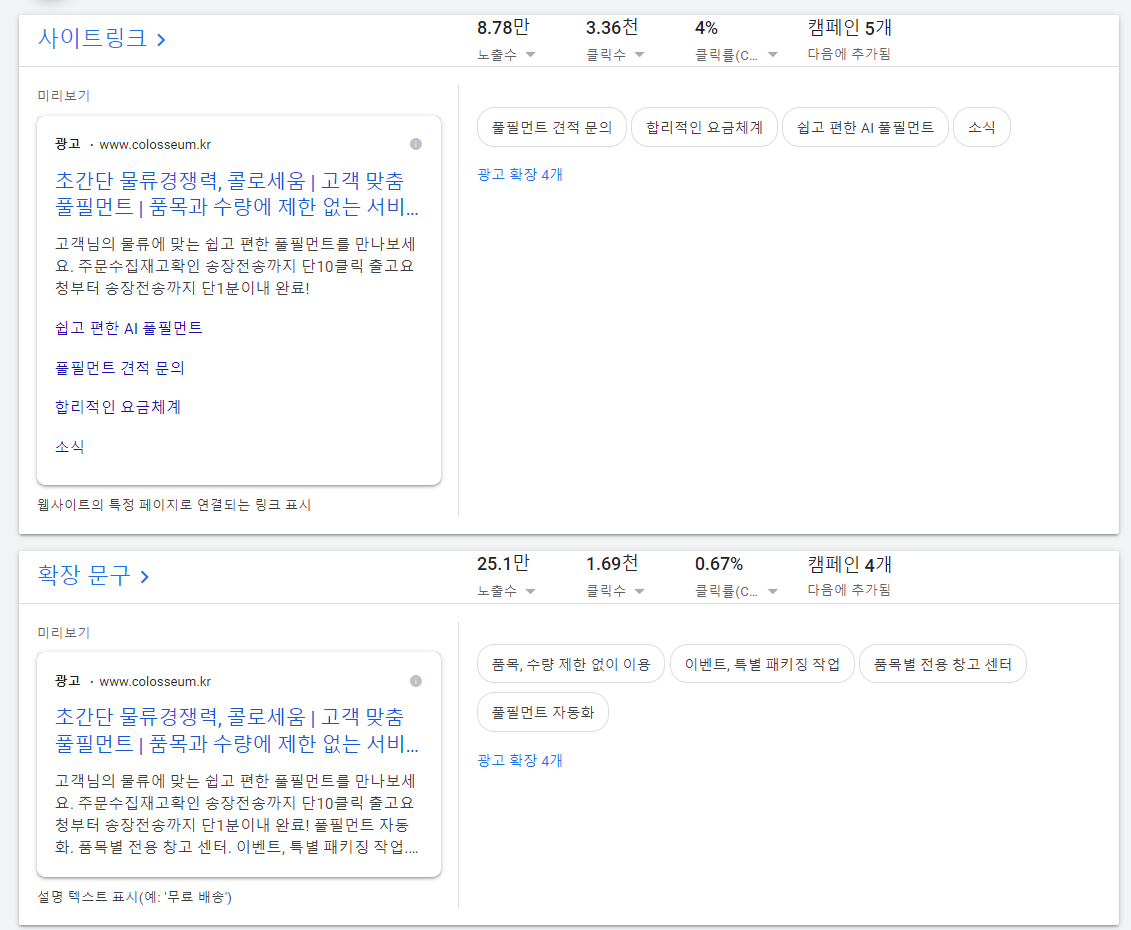 사이트링크
8.78만
3.36천
4%
캠페인 5개
노출수
클릭수
클릭률(C...
다음에 추가됨
미리보기
광고 · www.colosseum.kr
초간단 물류경쟁력, 콜로세움 | 고객 맞춤
풀필먼트 | 품목과 수량에 제한 없는 서비...
고객님의 물류에 맞는 쉽고 편한 풀필먼트를 만나보세
요. 주문수집재고확인 송장전송까지 단10클릭 출고요
청부터 송장전송까지 단1분이내 완료!
쉽고 편한 AI 풀필먼트
풀필먼트 견적 문의
합리적인 요금체계
소식
웹사이트의 특정 페이지로 연결되는 링크 표시
풀필먼트 견적 문의
합리적인 요금체계
쉽고 편한 AI 풀필먼트
소식
광고 확장 4개
확장 문구
25.1만
1.69천
0.67%
캠페인 4개
노출수
클릭수
클릭률(C...
다음에 추가됨
미리보기
광고 · www.colosseum.kr
초간단 물류경쟁력, 콜로세움 | 고객 맞춤
풀필먼트 | 품목과 수량에 제한 없는 서비...
고객님의 물류에 맞는 쉽고 편한 풀필먼트를 만나보세
요. 주문수집재고확인 송장전송까지 단10클릭 출고요
청부터 송장전송까지 단1분이내 완료! 풀필먼트 자동
화. 품목별 전용 창고 센터. 이벤트, 특별 패키징 작업....
설명 텍스트 표시(예: '무료 배송')
품목, 수량 제한 없이 이용
이벤트, 특별 패키징 작업
품목별 전용 창고 센터
풀필먼트 자동화
광고 확장 4개